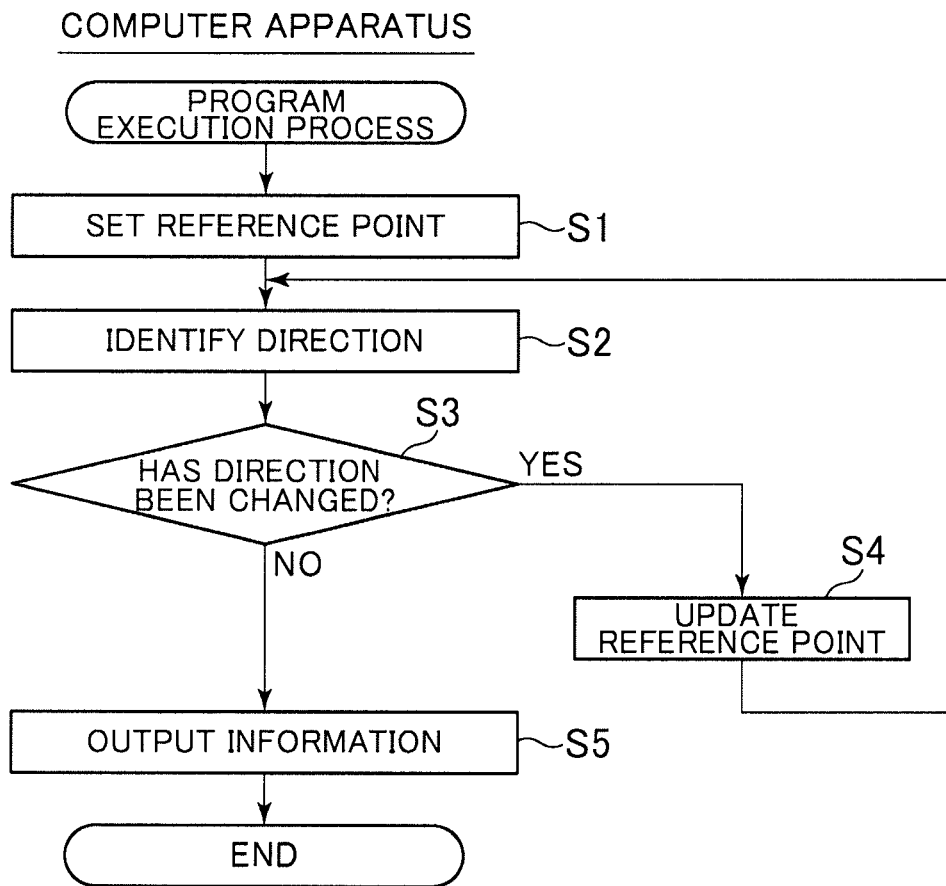 COMPUTER APPARATUS
PROGRAM
EXECUTION PROCESS
SET REFERENCE POINT
S1
IDENTIFY DIRECTION
S2
S3
HAS DIRECTION
BEEN CHANGED?
YES
NO
S4
UPDATE
REFERENCE POINT
OUTPUT INFORMATION
S5
END